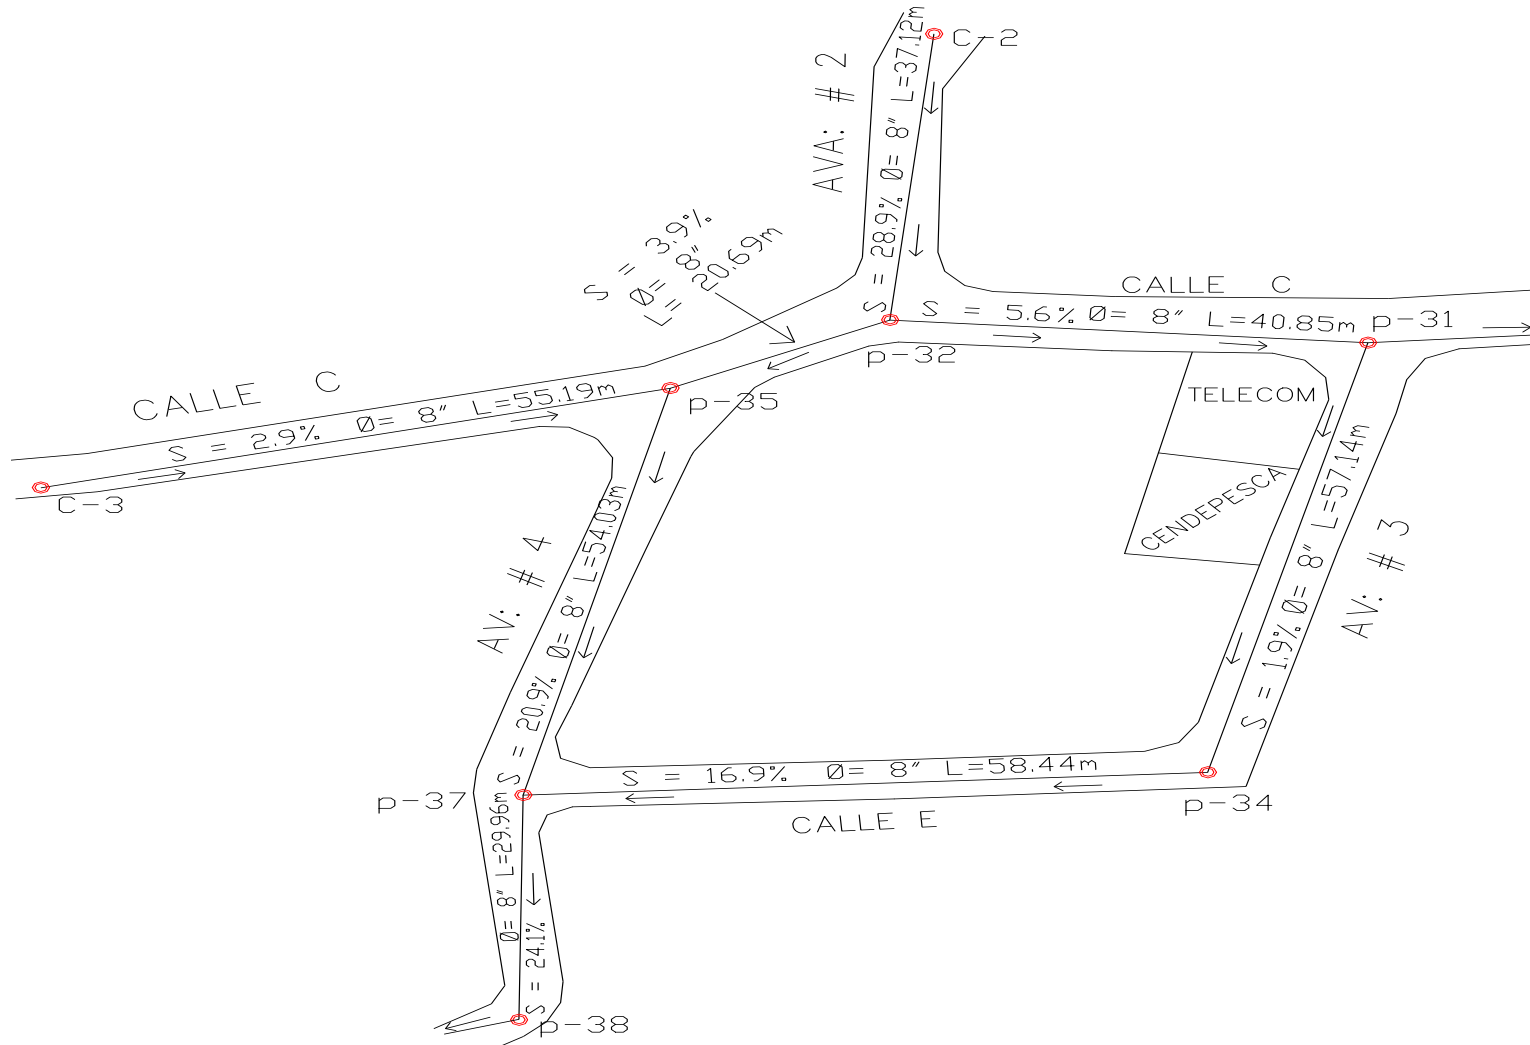 C-2
AVA: # 2
S = 28.9% Ø= 8" L=37.12m
S = 3.9%
Ø= 8"
L= 20.69m
CALLE C
S = 5.6% Ø= 8" L=40.85m
p-31
p-32
CALLE C
S = 2.9% Ø= 8" L=55.19m
p-35
TELECOM
C-3
CENDEPESCA
AV: # 4
S = 20.9% Ø= 8" L=54.03m
AV: # 3
S = 1.9% Ø= 8" L=57.14m
S = 16.9% Ø= 8" L=58.44m
p-37
p-34
CALLE E
Ø= 8" L=29.96m
S = 24.1%
p-38